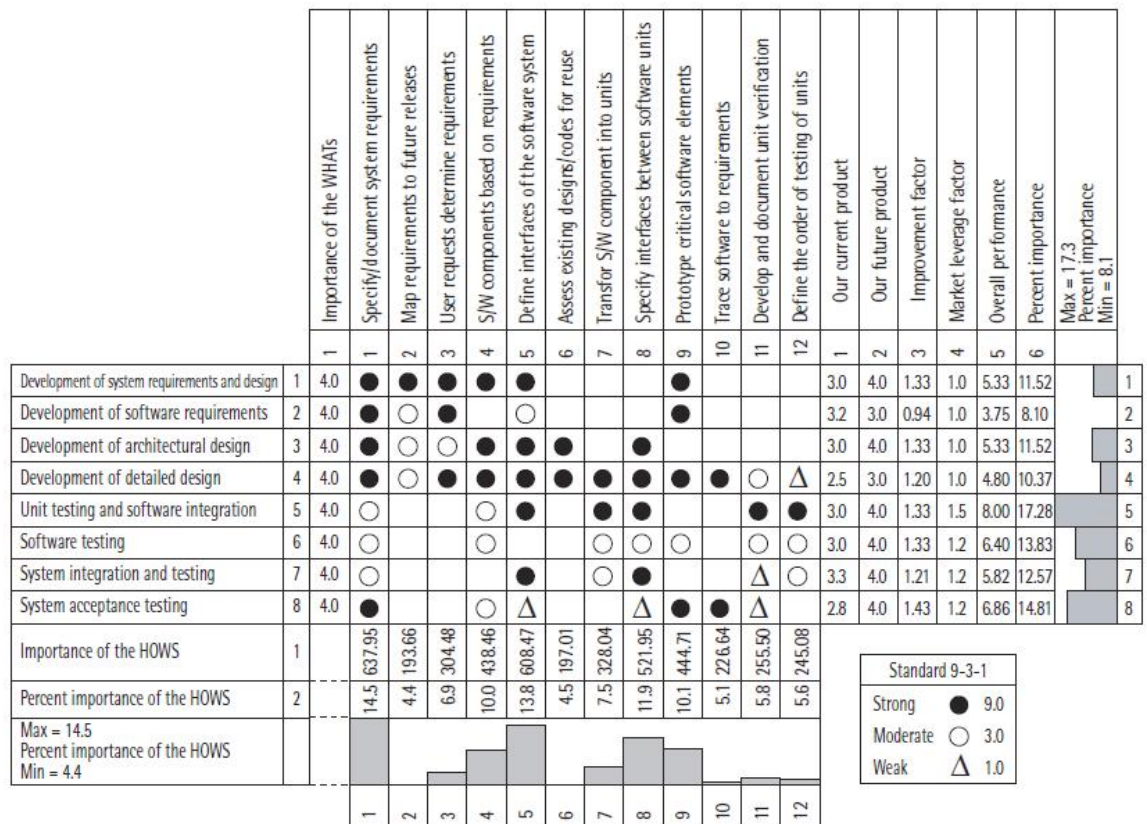 Importance of the WHATs
Specify/document system requirements
Map requirements to future releases
User requests determine requirements
S/W components based on requirements
Define interfaces of the software system
Assess existing designs/codes for reuse
Transfor S/W component into units
Specify interfaces between software units
Prototype critical software elements
Trace software to requirements
Develop and document unit verification
Define the order of testing of units
Our current product
Our future product
Improvement factor
Market leverage factor
Overall performance
Percent importance
Max = 17.3
Percent importance
Min = 8.1
1 1 2 3 4 5 6 7 8 9 10 11 12 1 2 3 4 5 6
Development of system requirements and design 1 4.0 3.0 4.0 1.33 1.0 5.33 11.52 1
Development of software requirements 2 4.0 3.2 3.0 0.94 1.0 3.75 8.10 2
Development of architectural design 3 4.0 3.0 4.0 1.33 1.0 5.33 11.52 3
Development of detailed design 4 4.0 2.5 3.0 1.20 1.0 4.80 10.37 4
Unit testing and software integration 5 4.0 3.0 4.0 1.33 1.5 8.00 17.28 5
Software testing 6 4.0 3.0 4.0 1.33 1.2 6.40 13.83 6
System integration and testing 7 4.0 3.3 4.0 1.21 1.2 5.82 12.57 7
System acceptance testing 8 4.0 2.8 4.0 1.43 1.2 6.86 14.81 8
Importance of the HOWS 1 637.95 193.66 304.48 438.46 608.47 197.01 328.04 521.95 444.71 226.64 255.50 245.08
Percent importance of the HOWS 2 14.5 4.4 6.9 10.0 13.8 4.5 7.5 11.9 10.1 5.1 5.8 5.6
Max = 14.5
Percent importance of the HOWS
Min = 4.4
1 2 3 4 5 6 7 8 9 10 11 12
Standard 9-3-1
Strong 9.0
Moderate 3.0
Weak 1.0